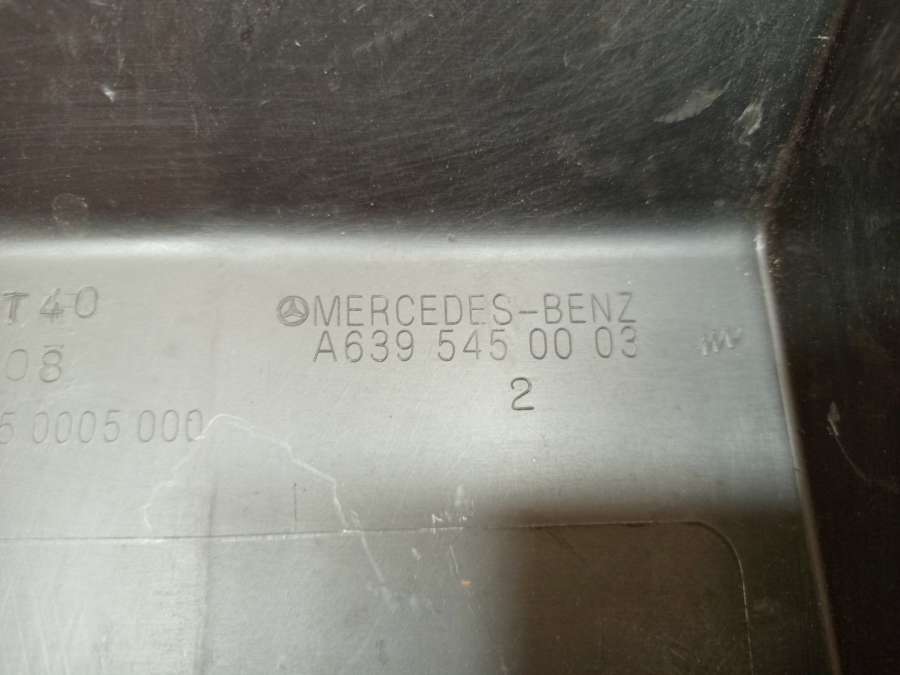 T40
MERCEDES-BENZ
A639 545 00 03
08
2
5 0005 000